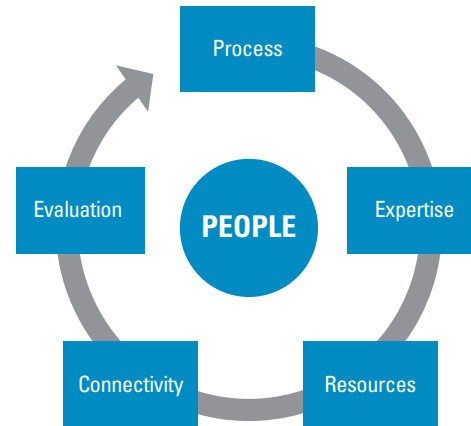 Process
Expertise
Resources
Connectivity
Evaluation
PEOPLE